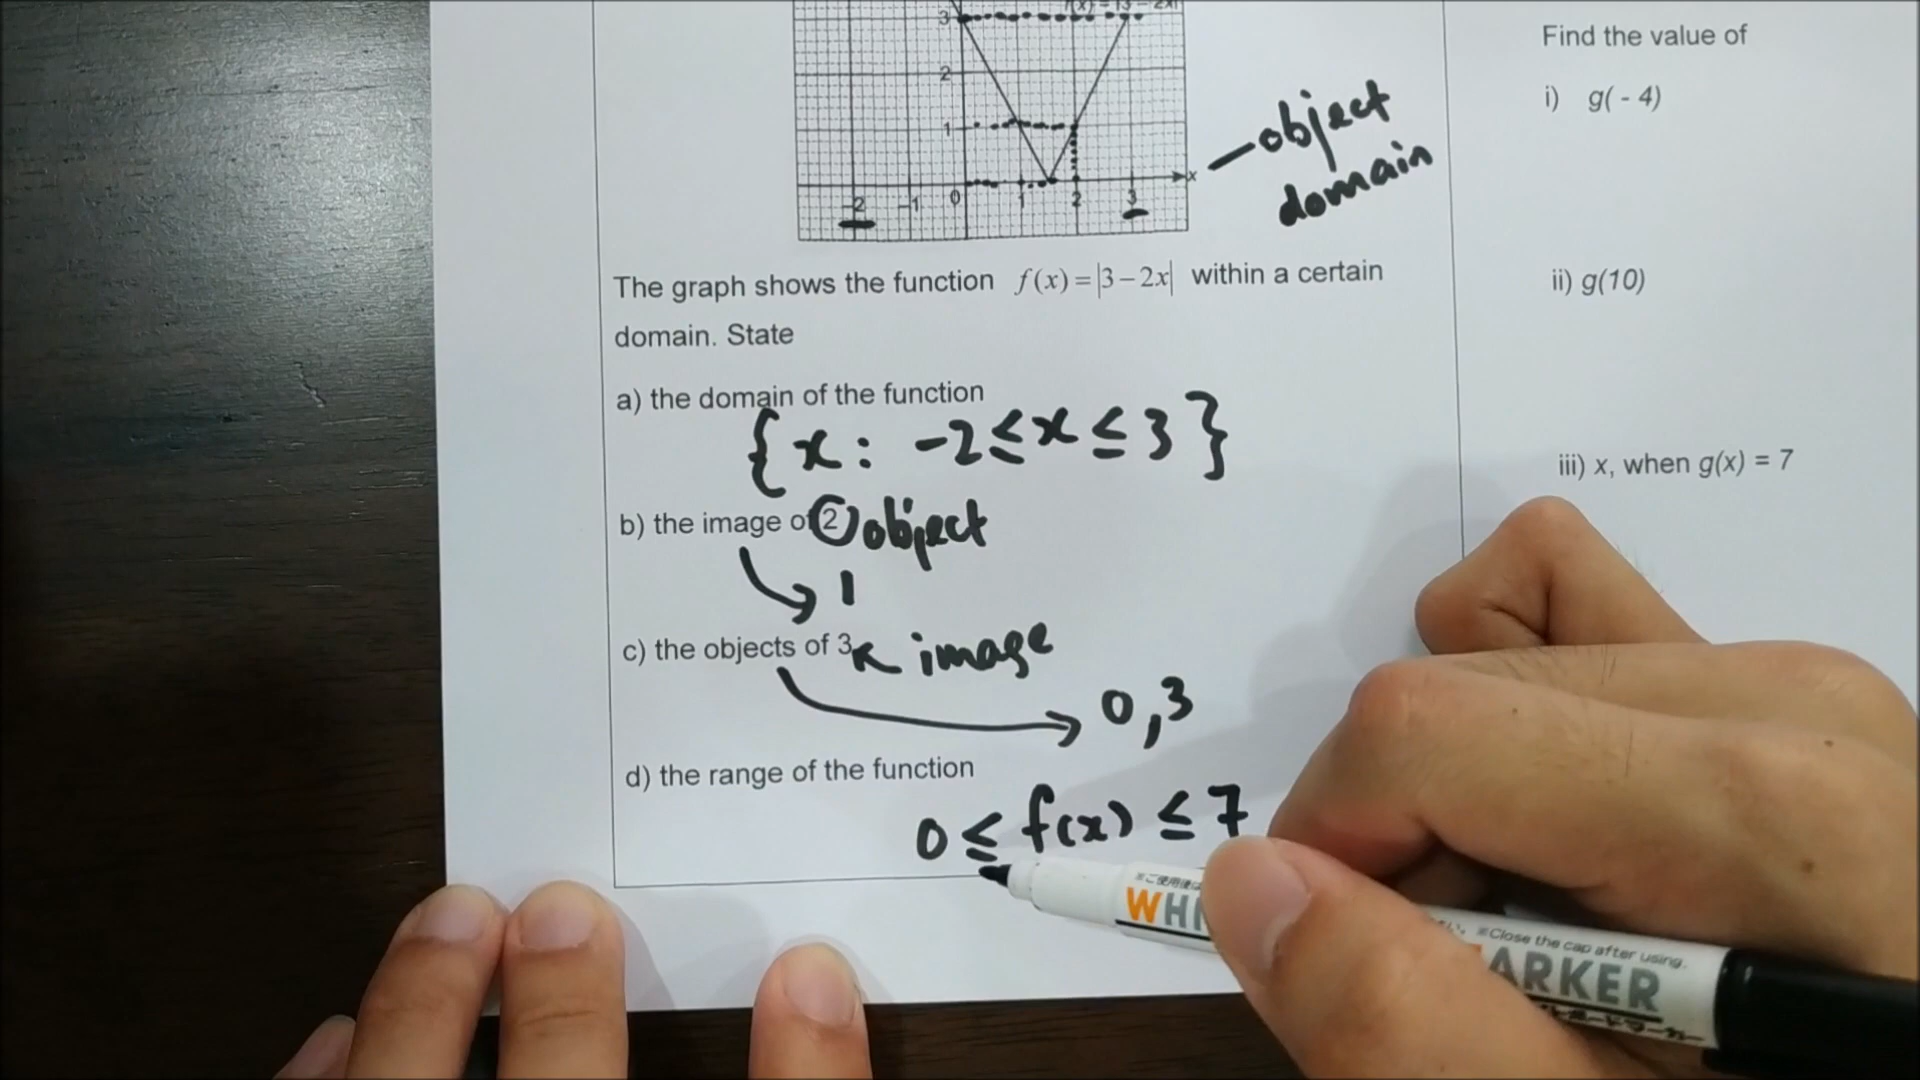 3
2
1
-2 -1 0 1 2 3 x
object
domain
The graph shows the function f(x)=|3−2x| within a certain
domain. State
a) the domain of the function
{x: -2≤x≤3}
b) the image of 2 object
1
c) the objects of 3 image
0,3
d) the range of the function
0≤f(x)≤7
Find the value of
i) g( - 4)
ii) g(10)
iii) x, when g(x) = 7
※Close the cap after using.
ARKER